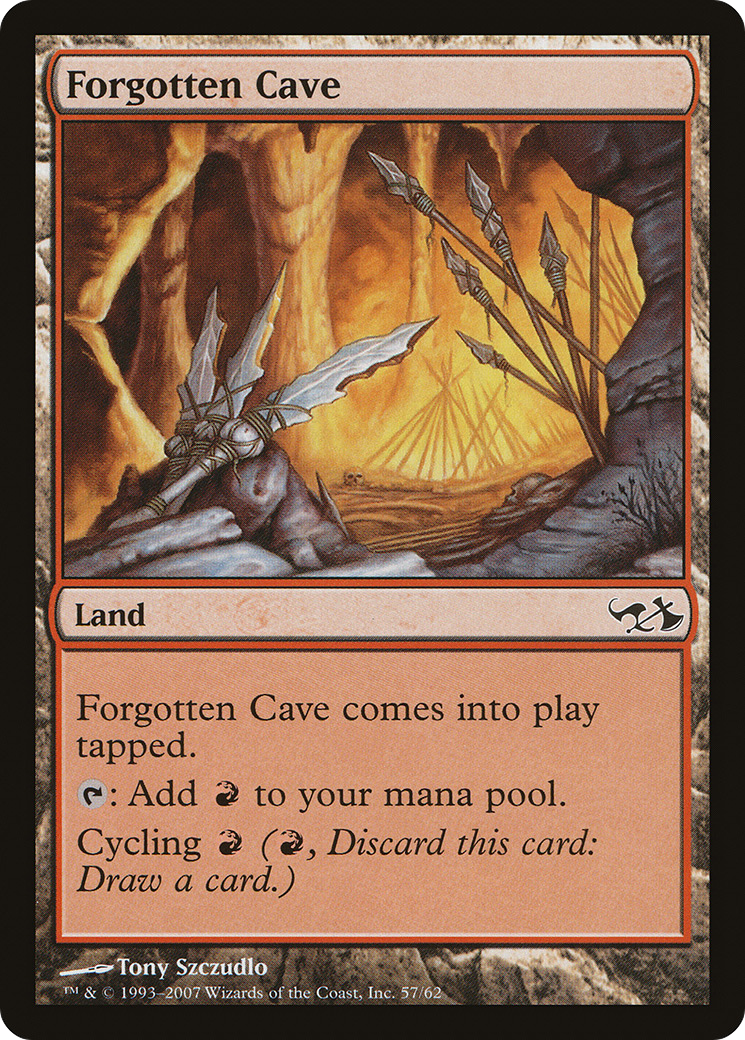 Forgotten Cave
Land
Forgotten Cave comes into play
tapped.
: Add to your mana pool.
Cycling (, Discard this card:
Draw a card.)
Tony Szczudlo
™ & © 1993–2007 Wizards of the Coast, Inc. 57/62